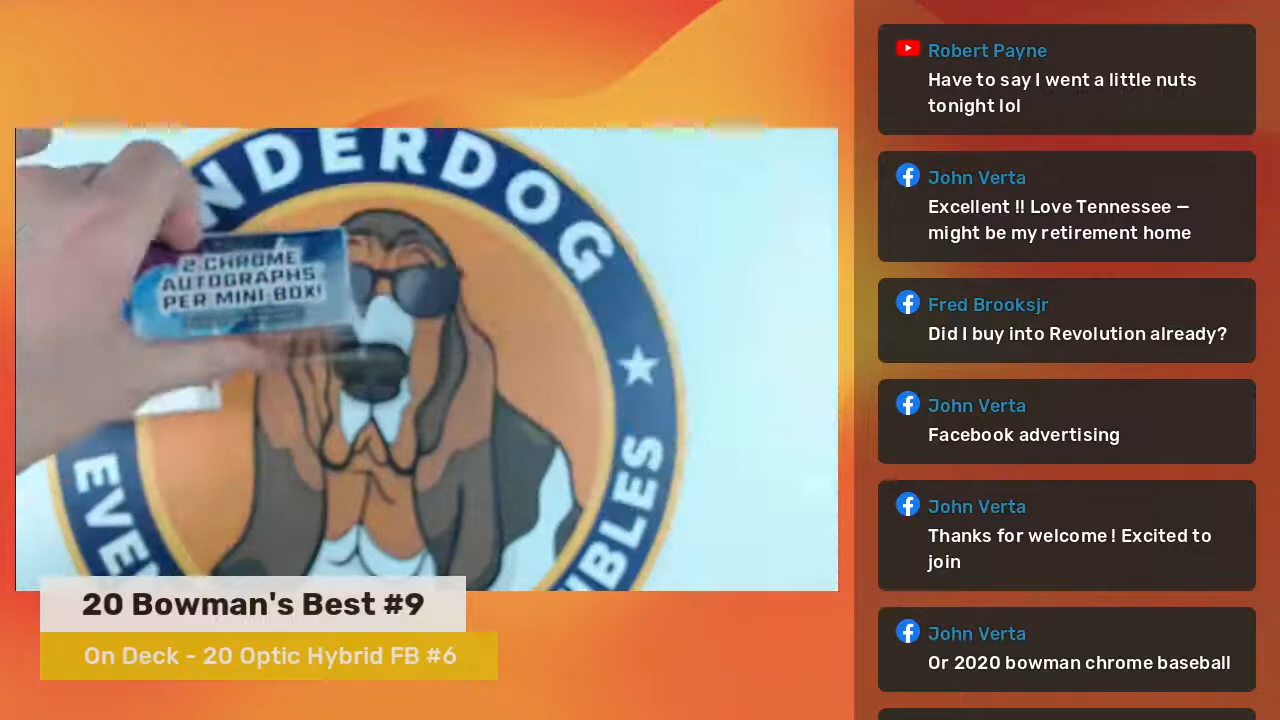 Robert Payne
Have to say I went a little nuts
tonight lol
John Verta
Excellent !! Love Tennessee —
might be my retirement home
Fred Brooksjr
Did I buy into Revolution already?
John Verta
Facebook advertising
John Verta
Thanks for welcome! Excited to
join
John Verta
Or 2020 bowman chrome baseball
NDERDOG
2 CHROME
AUTOGRAPHS
PER MINI-BOX!
EVE
IBLES
20 Bowman's Best #9
On Deck - 20 Optic Hybrid FB #6